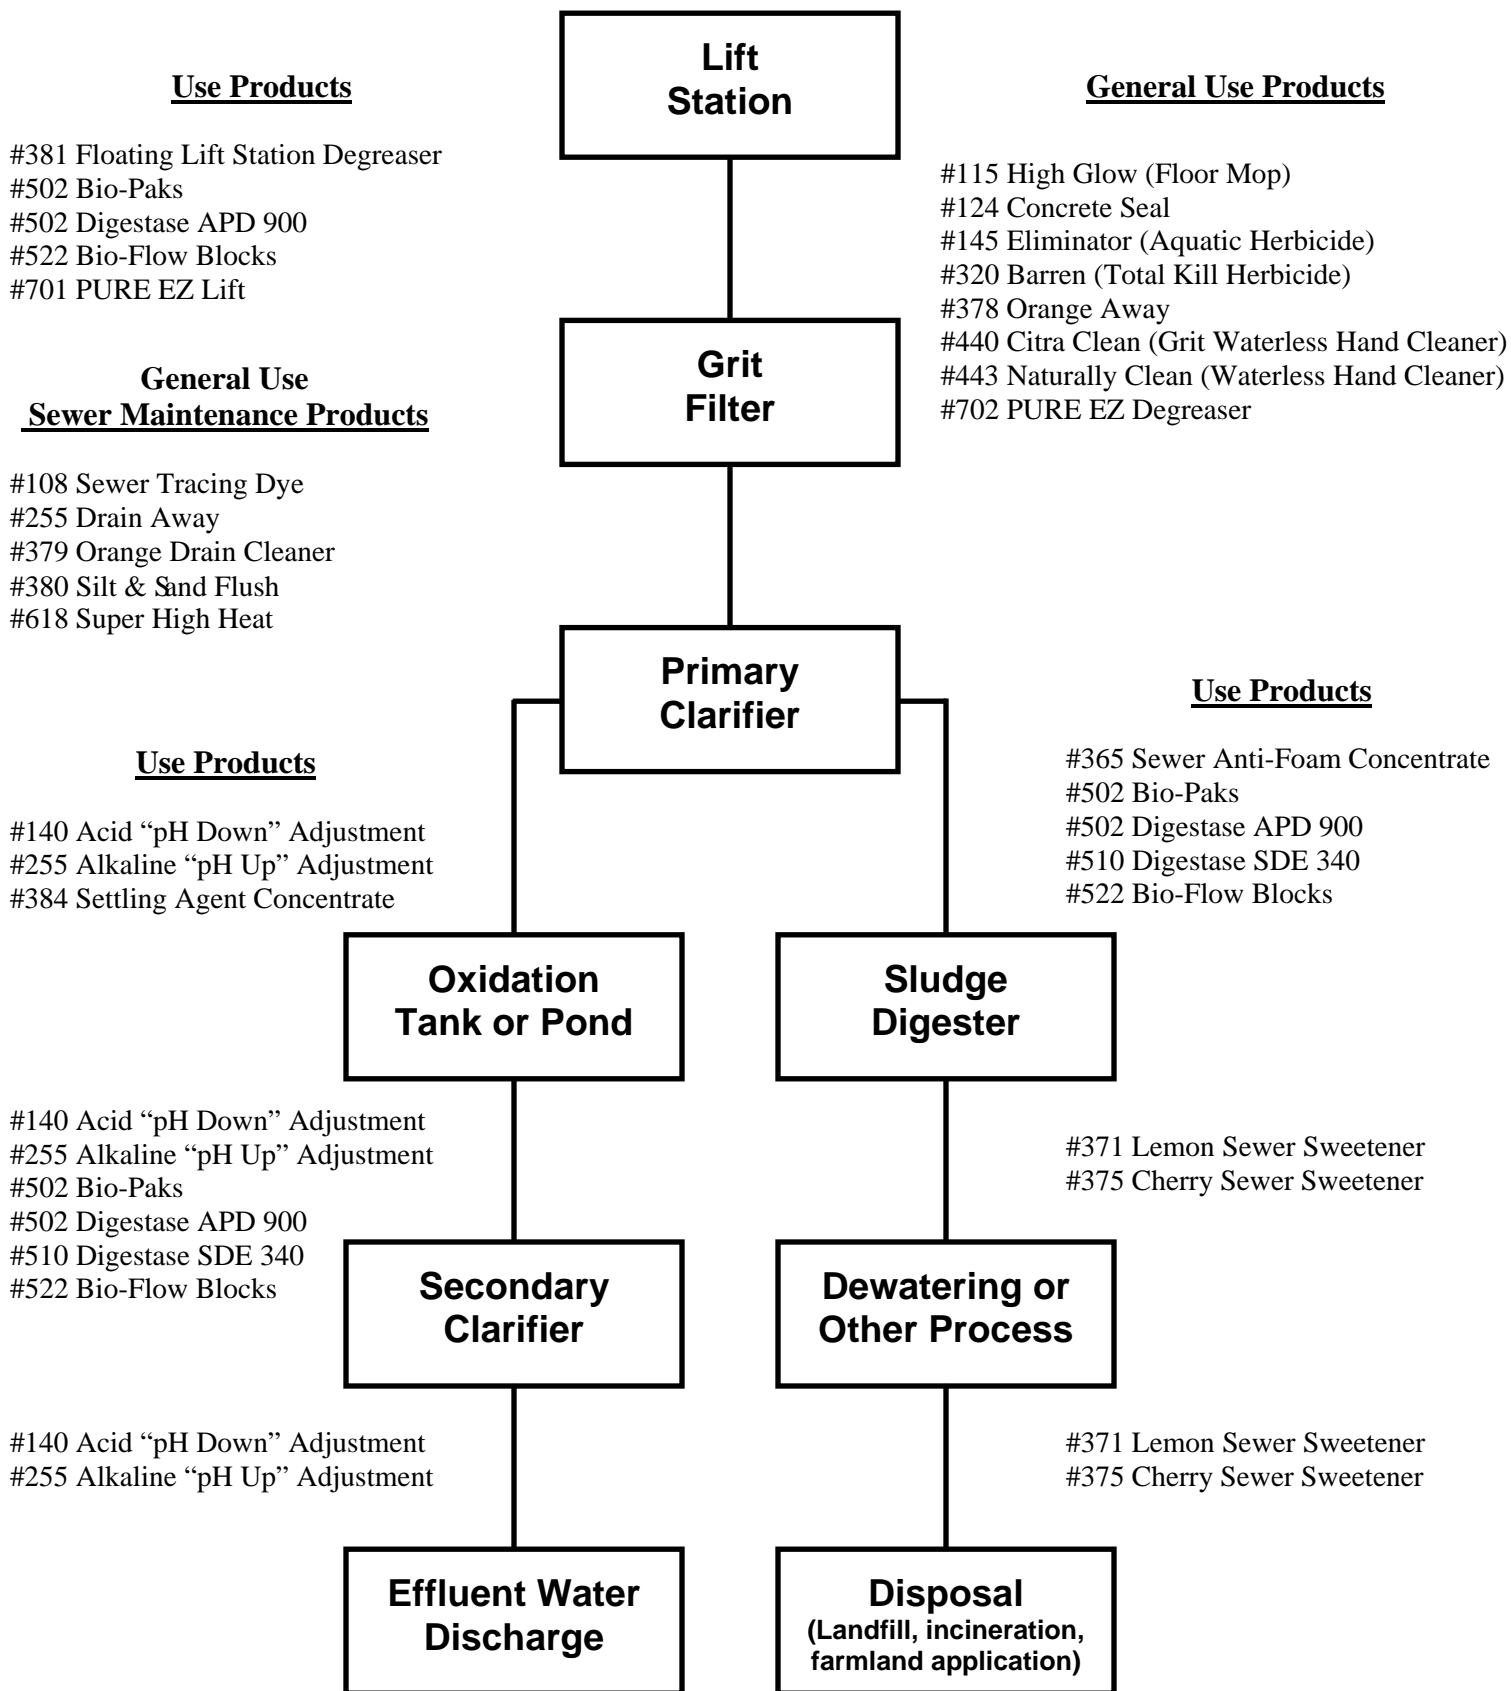 Lift
Station
Use Products
#381 Floating Lift Station Degreaser
#502 Bio-Paks
#502 Digestase APD 900
#522 Bio-Flow Blocks
#701 PURE EZ Lift
General Use Products
#115 High Glow (Floor Mop)
#124 Concrete Seal
#145 Eliminator (Aquatic Herbicide)
#320 Barren (Total Kill Herbicide)
#378 Orange Away
#440 Citra Clean (Grit Waterless Hand Cleaner)
#443 Naturally Clean (Waterless Hand Cleaner)
#702 PURE EZ Degreaser
Grit
Filter
General Use
Sewer Maintenance Products
#108 Sewer Tracing Dye
#255 Drain Away
#379 Orange Drain Cleaner
#380 Silt & Sand Flush
#618 Super High Heat
Primary
Clarifier
Use Products
#140 Acid “pH Down” Adjustment
#255 Alkaline “pH Up” Adjustment
#384 Settling Agent Concentrate
Use Products
#365 Sewer Anti-Foam Concentrate
#502 Bio-Paks
#502 Digestase APD 900
#510 Digestase SDE 340
#522 Bio-Flow Blocks
Oxidation
Tank or Pond
Sludge
Digester
#140 Acid “pH Down” Adjustment
#255 Alkaline “pH Up” Adjustment
#502 Bio-Paks
#502 Digestase APD 900
#510 Digestase SDE 340
#522 Bio-Flow Blocks
#371 Lemon Sewer Sweetener
#375 Cherry Sewer Sweetener
Secondary
Clarifier
Dewatering or
Other Process
#140 Acid “pH Down” Adjustment
#255 Alkaline “pH Up” Adjustment
#371 Lemon Sewer Sweetener
#375 Cherry Sewer Sweetener
Effluent Water
Discharge
Disposal
(Landfill, incineration,
farmland application)